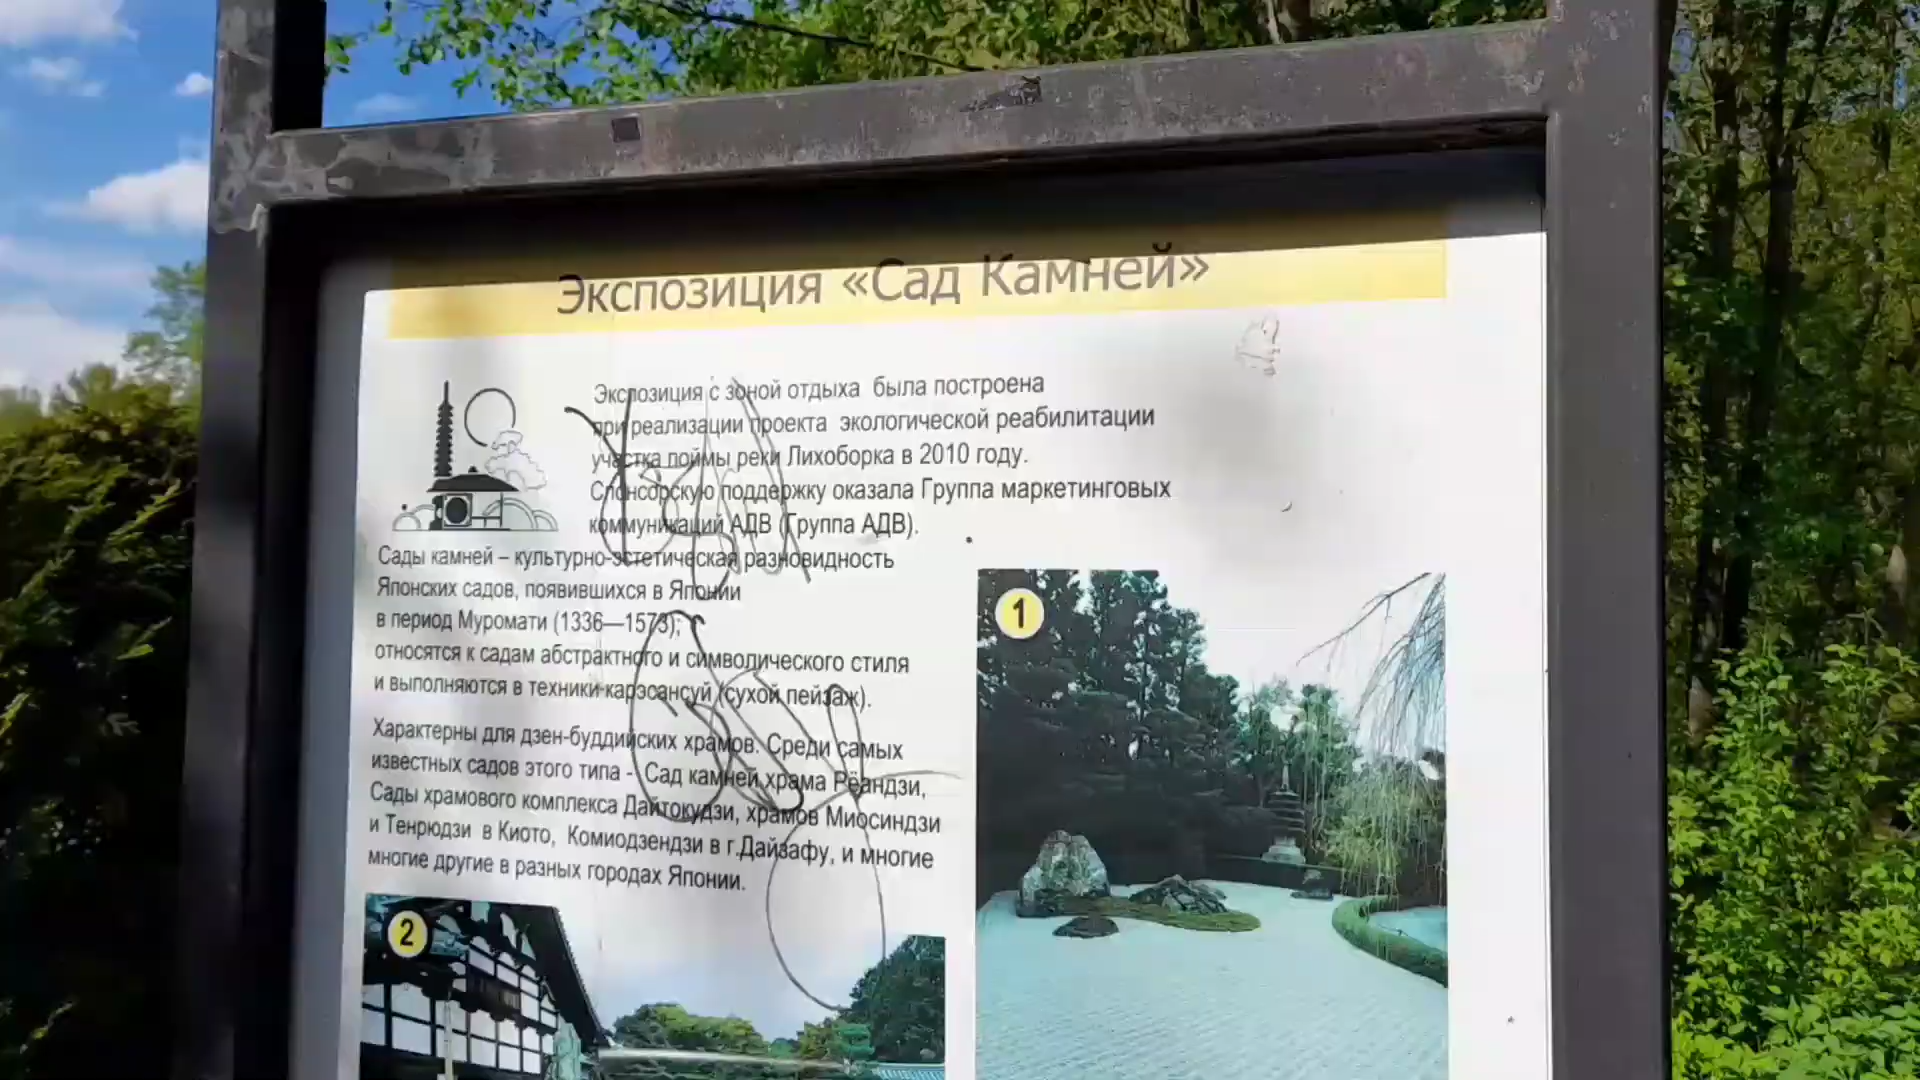 Экспозиция «Сад Камней»
Экспозиция с зоной отдыха была построена
при реализации проекта экологической реабилитации
участка поймы реки Лихоборка в 2010 году.
Спонсорскую поддержку оказала Группа маркетинговых
коммуникаций АДВ (Группа АДВ).
Сады камней – культурно-эстетическая разновидность
Японских садов, появившихся в Японии
в период Муромати (1336—1573);
относятся к садам абстрактного и символического стиля
и выполняются в техники карэсансуй (сухой пейзаж).
Характерны для дзен-буддийских храмов. Среди самых
известных садов этого типа - Сад камней храма Рёандзи,
Сады храмового комплекса Дайтокудзи, храмов Миосиндзи
и Тенрюдзи в Киото, Комиодзендзи в г.Дайзафу, и многие
многие другие в разных городах Японии.
1
2